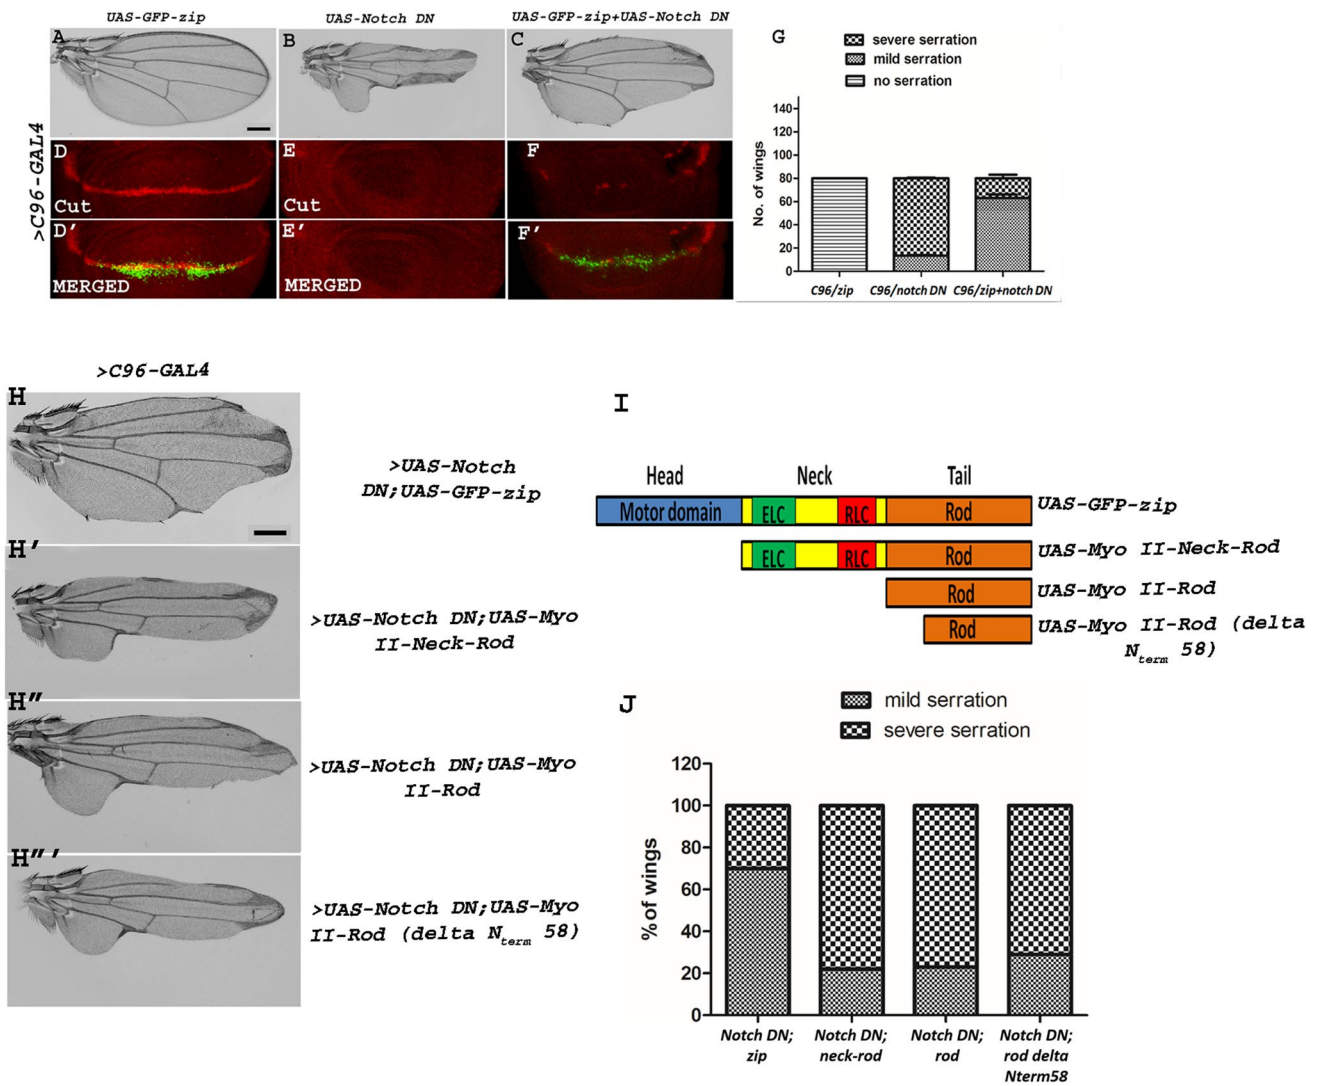 UAS-GFP-zip
UAS-Notch DN
UAS-GFP-zip+UAS-Notch DN
>C96-GAL4
A
B
C
D
Cut
E
Cut
F
D'
MERGED
E'
MERGED
F'
G
severe serration
mild serration
no serration
No. of wings
140
120
100
80
60
40
20
0
C96/zip
C96/notch DN
C96/zip+notch DN
>C96-GAL4
H
>UAS-Notch
DN;UAS-GFP-zip
H'
>UAS-Notch DN;UAS-Myo
II-Neck-Rod
H"
>UAS-Notch DN;UAS-Myo
II-Rod
H"'
>UAS-Notch DN;UAS-Myo
II-Rod (delta Nterm 58)
I
Head
Neck
Tail
Motor domain
ELC
RLC
Rod
UAS-GFP-zip
ELC
RLC
Rod
UAS-Myo II-Neck-Rod
Rod
UAS-Myo II-Rod
Rod
UAS-Myo II-Rod (delta
Nterm 58)
J
mild serration
severe serration
% of wings
120
100
80
60
40
20
0
Notch DN;
zip
Notch DN;
neck-rod
Notch DN;
rod
Notch DN;
rod delta
Nterm58